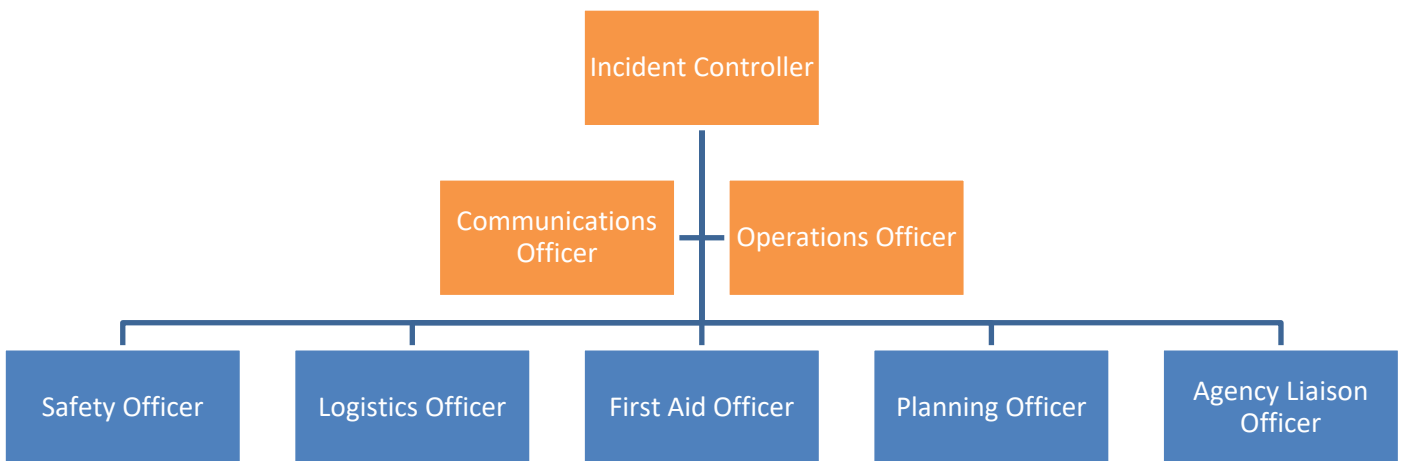 Incident Controller
Communications
Officer
Operations Officer
Safety Officer
Logistics Officer
First Aid Officer
Planning Officer
Agency Liaison
Officer